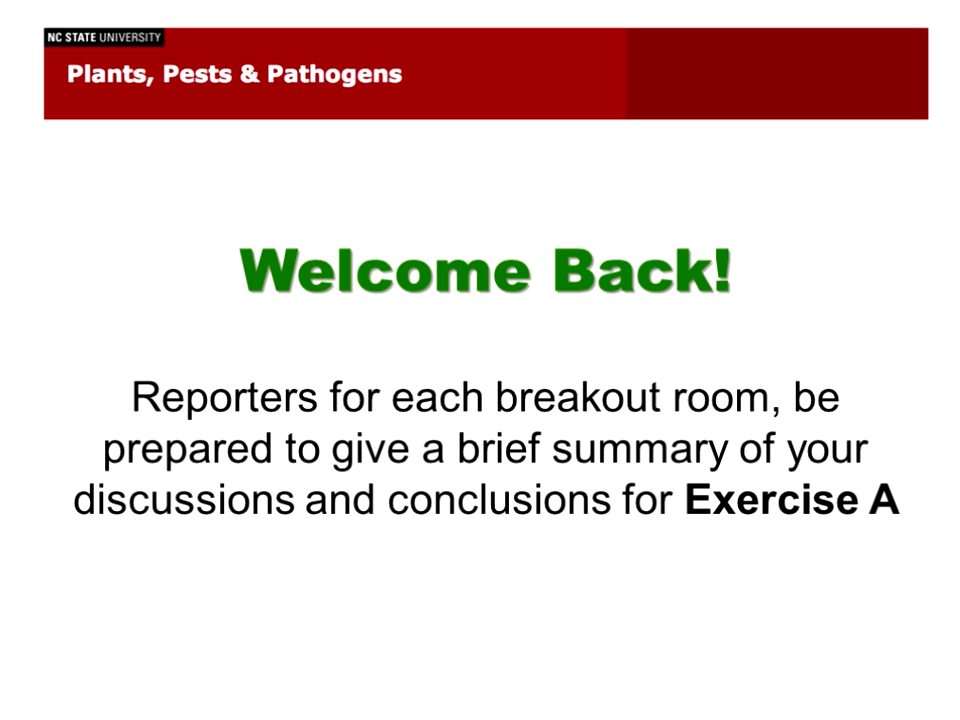 NC STATE UNIVERSITY
Plants, Pests & Pathogens
Welcome Back!
Reporters for each breakout room, be
prepared to give a brief summary of your
discussions and conclusions for Exercise A